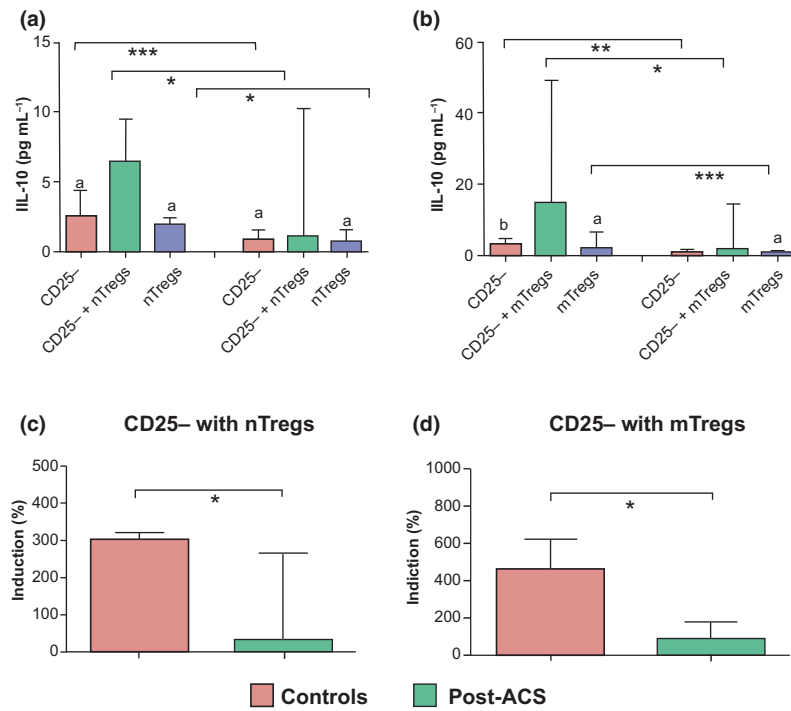 (a)
15
10
5
0
IIL-10 (pg mL⁻¹)
***
*
*
a
a
a
a
a
CD25–
CD25– + nTregs
nTregs
CD25–
CD25– + nTregs
nTregs
(b)
60
40
20
0
IIL-10 (pg mL⁻¹)
**
*
***
b
a
a
CD25–
CD25– + mTregs
mTregs
CD25–
CD25– + mTregs
mTregs
(c)
CD25– with nTregs
500
400
300
200
100
0
Induction (%)
*
(d)
CD25– with mTregs
1000
800
600
400
200
0
Indiction (%)
*
Controls
Post-ACS